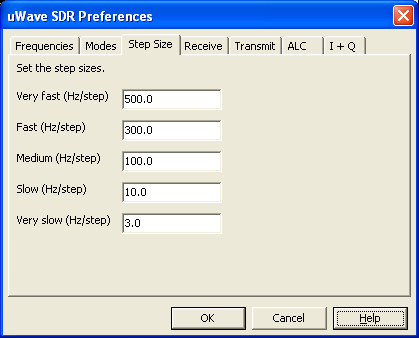 uWave SDR Preferences
Frequencies Modes Step Size Receive Transmit ALC I + Q
Set the step sizes.
Very fast (Hz/step) 500.0
Fast (Hz/step) 300.0
Medium (Hz/step) 100.0
Slow (Hz/step) 10.0
Very slow (Hz/step) 3.0
OK Cancel Help